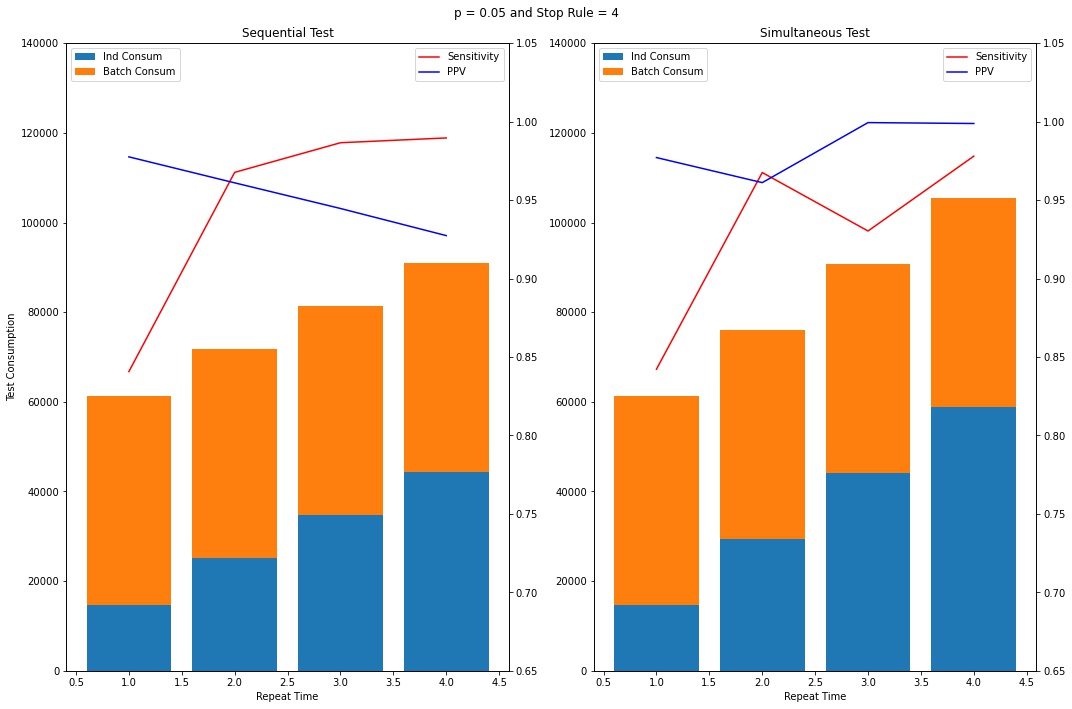 p = 0.05 and Stop Rule = 4
Sequential Test
Ind Consum
Batch Consum
Sensitivity
PPV
140000
120000
100000
80000
60000
40000
20000
0
Test Consumption
1.05
1.00
0.95
0.90
0.85
0.80
0.75
0.70
0.65
0.5 1.0 1.5 2.0 2.5 3.0 3.5 4.0 4.5
Repeat Time
Simultaneous Test
Ind Consum
Batch Consum
Sensitivity
PPV
140000
120000
100000
80000
60000
40000
20000
0
1.05
1.00
0.95
0.90
0.85
0.80
0.75
0.70
0.65
0.5 1.0 1.5 2.0 2.5 3.0 3.5 4.0 4.5
Repeat Time